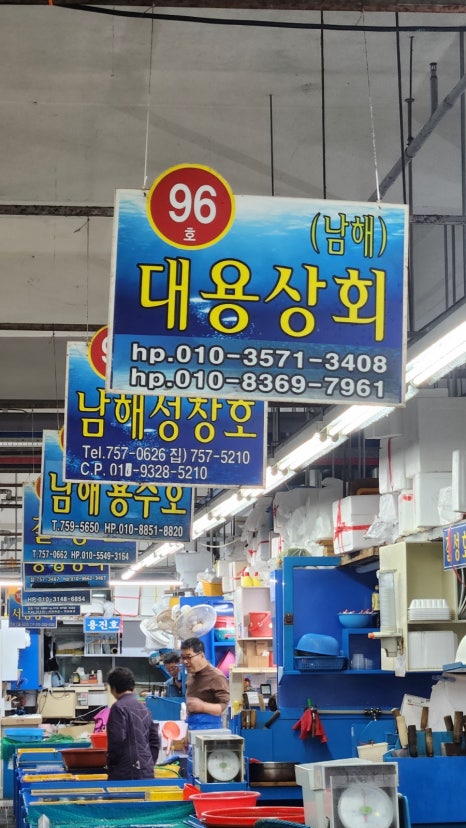 96
호
(남해)
대용상회
hp.010-3571-3408
hp.010-8369-7961
남해성창호
Tel.757-0626 집) 757-5210
C.P. 010-9328-5210
남해용수호
T.759-5650 HP.010-8851-8820
T.757-0662 HP.010-5549-3164
HP.010-3148-6854
용진호